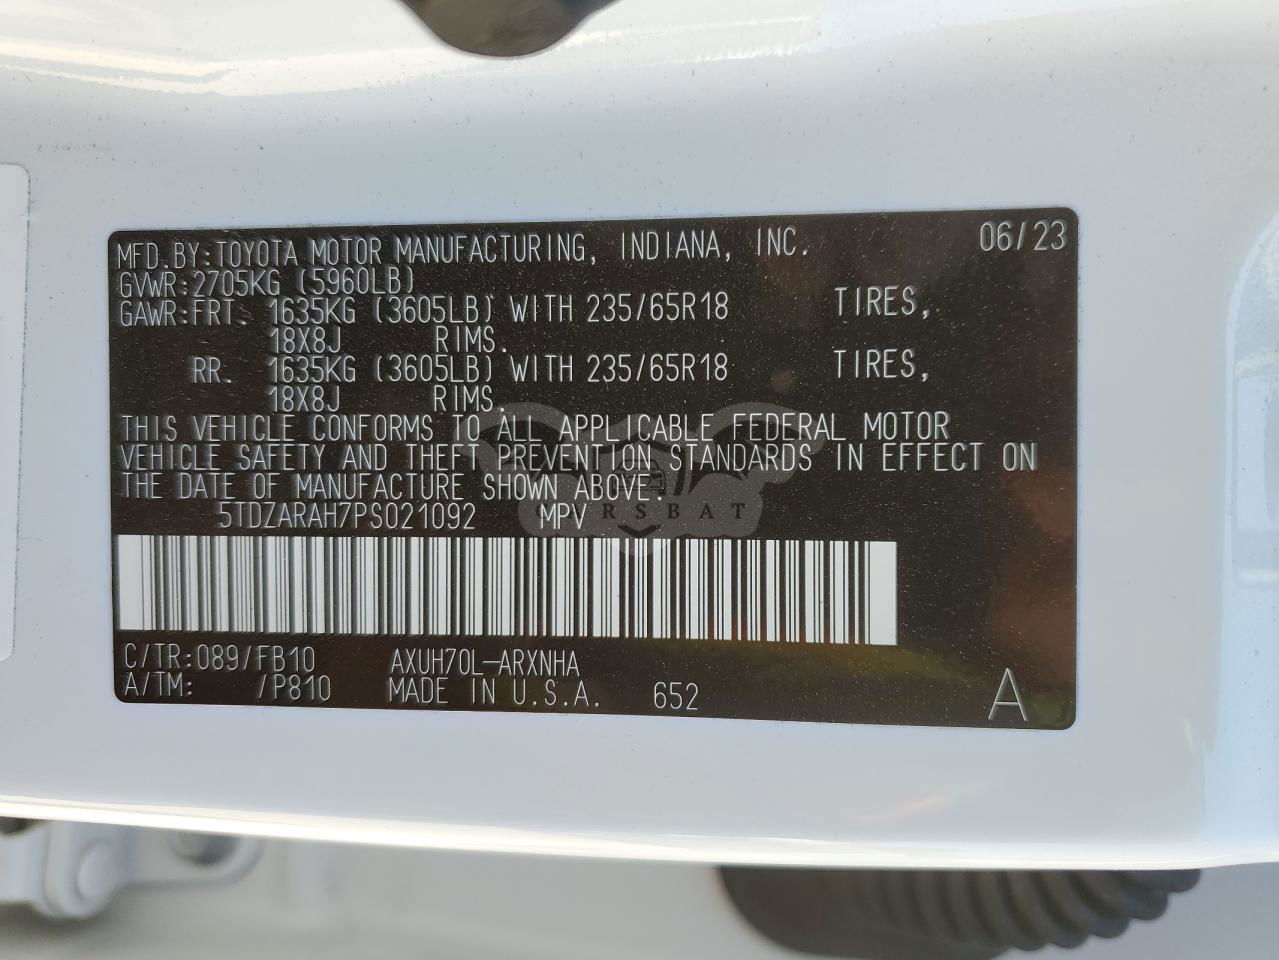 MFD.BY:TOYOTA MOTOR MANUFACTURING, INDIANA, INC. 06/23
GVWR:2705KG (5960LB)
GAWR:FRT. 1635KG (3605LB) WITH 235/65R18 TIRES,
18X8J RIMS.
RR. 1635KG (3605LB) WITH 235/65R18 TIRES,
18X8J RIMS.
THIS VEHICLE CONFORMS TO ALL APPLICABLE FEDERAL MOTOR
VEHICLE SAFETY AND THEFT PREVENTION STANDARDS IN EFFECT ON
THE DATE OF MANUFACTURE SHOWN ABOVE.
5TDZARAH7PS021092 MPV
CARSBAT
C/TR:089/FB10 AXUH70L-ARXNHA
A/TM: /P810 MADE IN U.S.A. 652 A